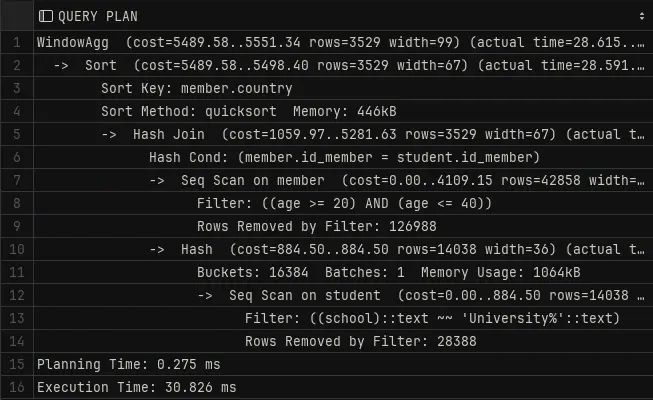 QUERY PLAN
1 WindowAgg (cost=5489.58..5551.34 rows=3529 width=99) (actual time=28.615..…
2 -> Sort (cost=5489.58..5498.40 rows=3529 width=67) (actual time=28.591.…
3 Sort Key: member.country
4 Sort Method: quicksort Memory: 446kB
5 -> Hash Join (cost=1059.97..5281.63 rows=3529 width=67) (actual t…
6 Hash Cond: (member.id_member = student.id_member)
7 -> Seq Scan on member (cost=0.00..4109.15 rows=42858 width=…
8 Filter: ((age >= 20) AND (age <= 40))
9 Rows Removed by Filter: 126988
10 -> Hash (cost=884.50..884.50 rows=14038 width=36) (actual t…
11 Buckets: 16384 Batches: 1 Memory Usage: 1064kB
12 -> Seq Scan on student (cost=0.00..884.50 rows=14038 …
13 Filter: ((school)::text ~~ 'University%'::text)
14 Rows Removed by Filter: 28388
15 Planning Time: 0.275 ms
16 Execution Time: 30.826 ms